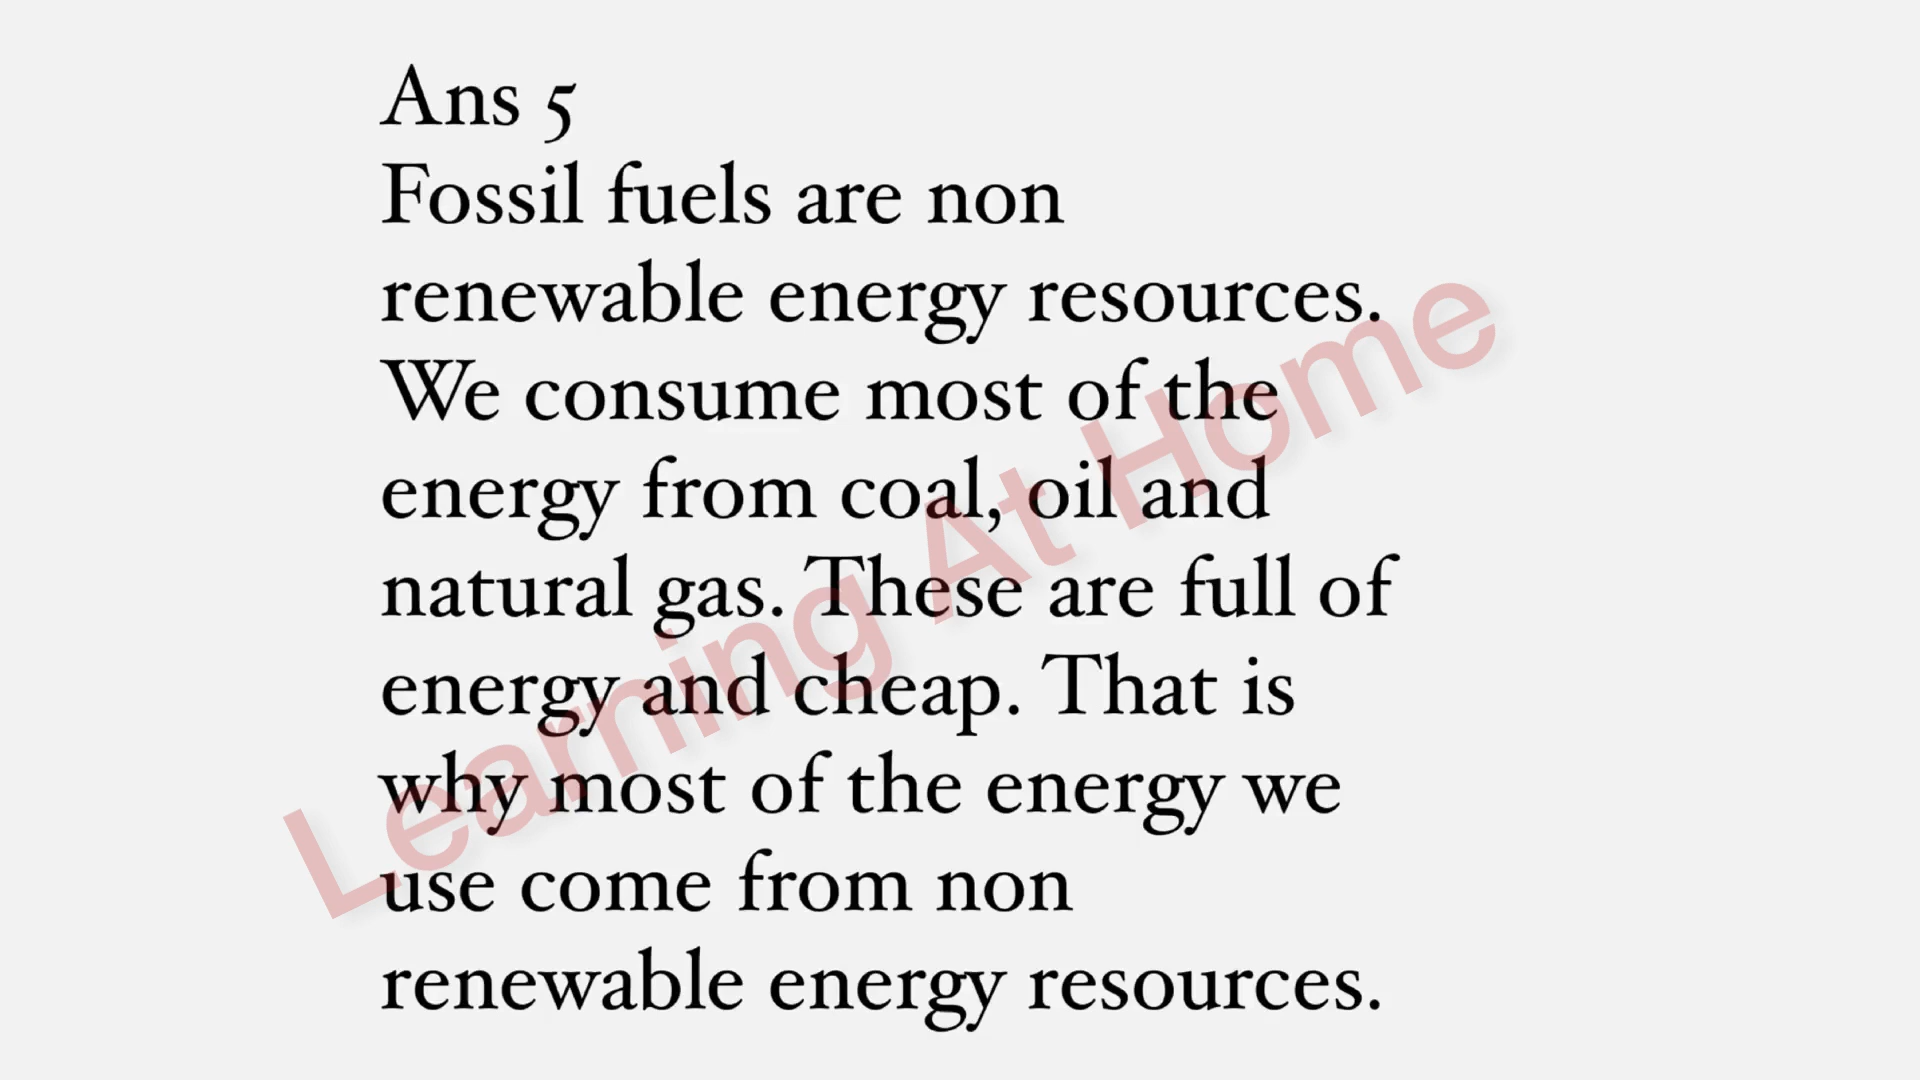 Ans 5
Fossil fuels are non
renewable energy resources.
We consume most of the
energy from coal, oil and
natural gas. These are full of
energy and cheap. That is
why most of the energy we
use come from non
renewable energy resources.
Learning At Home